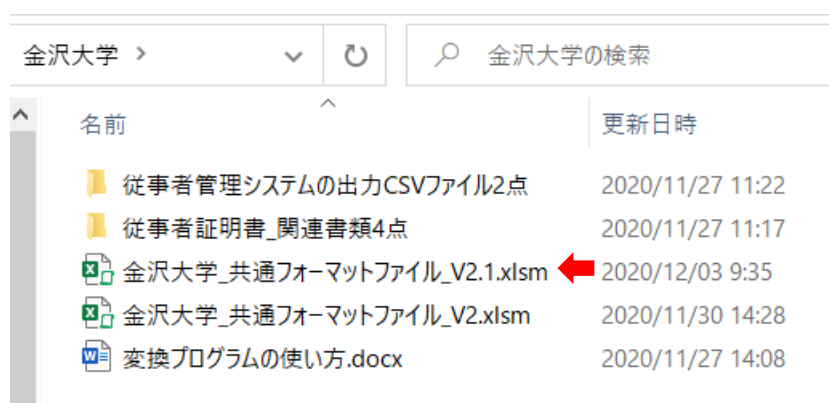 金沢大学 >
金沢大学の検索
名前 更新日時
従事者管理システムの出力CSVファイル2点 2020/11/27 11:22
従事者証明書_関連書類4点 2020/11/27 11:17
金沢大学_共通フォーマットファイル_V2.1.xlsm 2020/12/03 9:35
金沢大学_共通フォーマットファイル_V2.xlsm 2020/11/30 14:28
変換プログラムの使い方.docx 2020/11/27 14:08